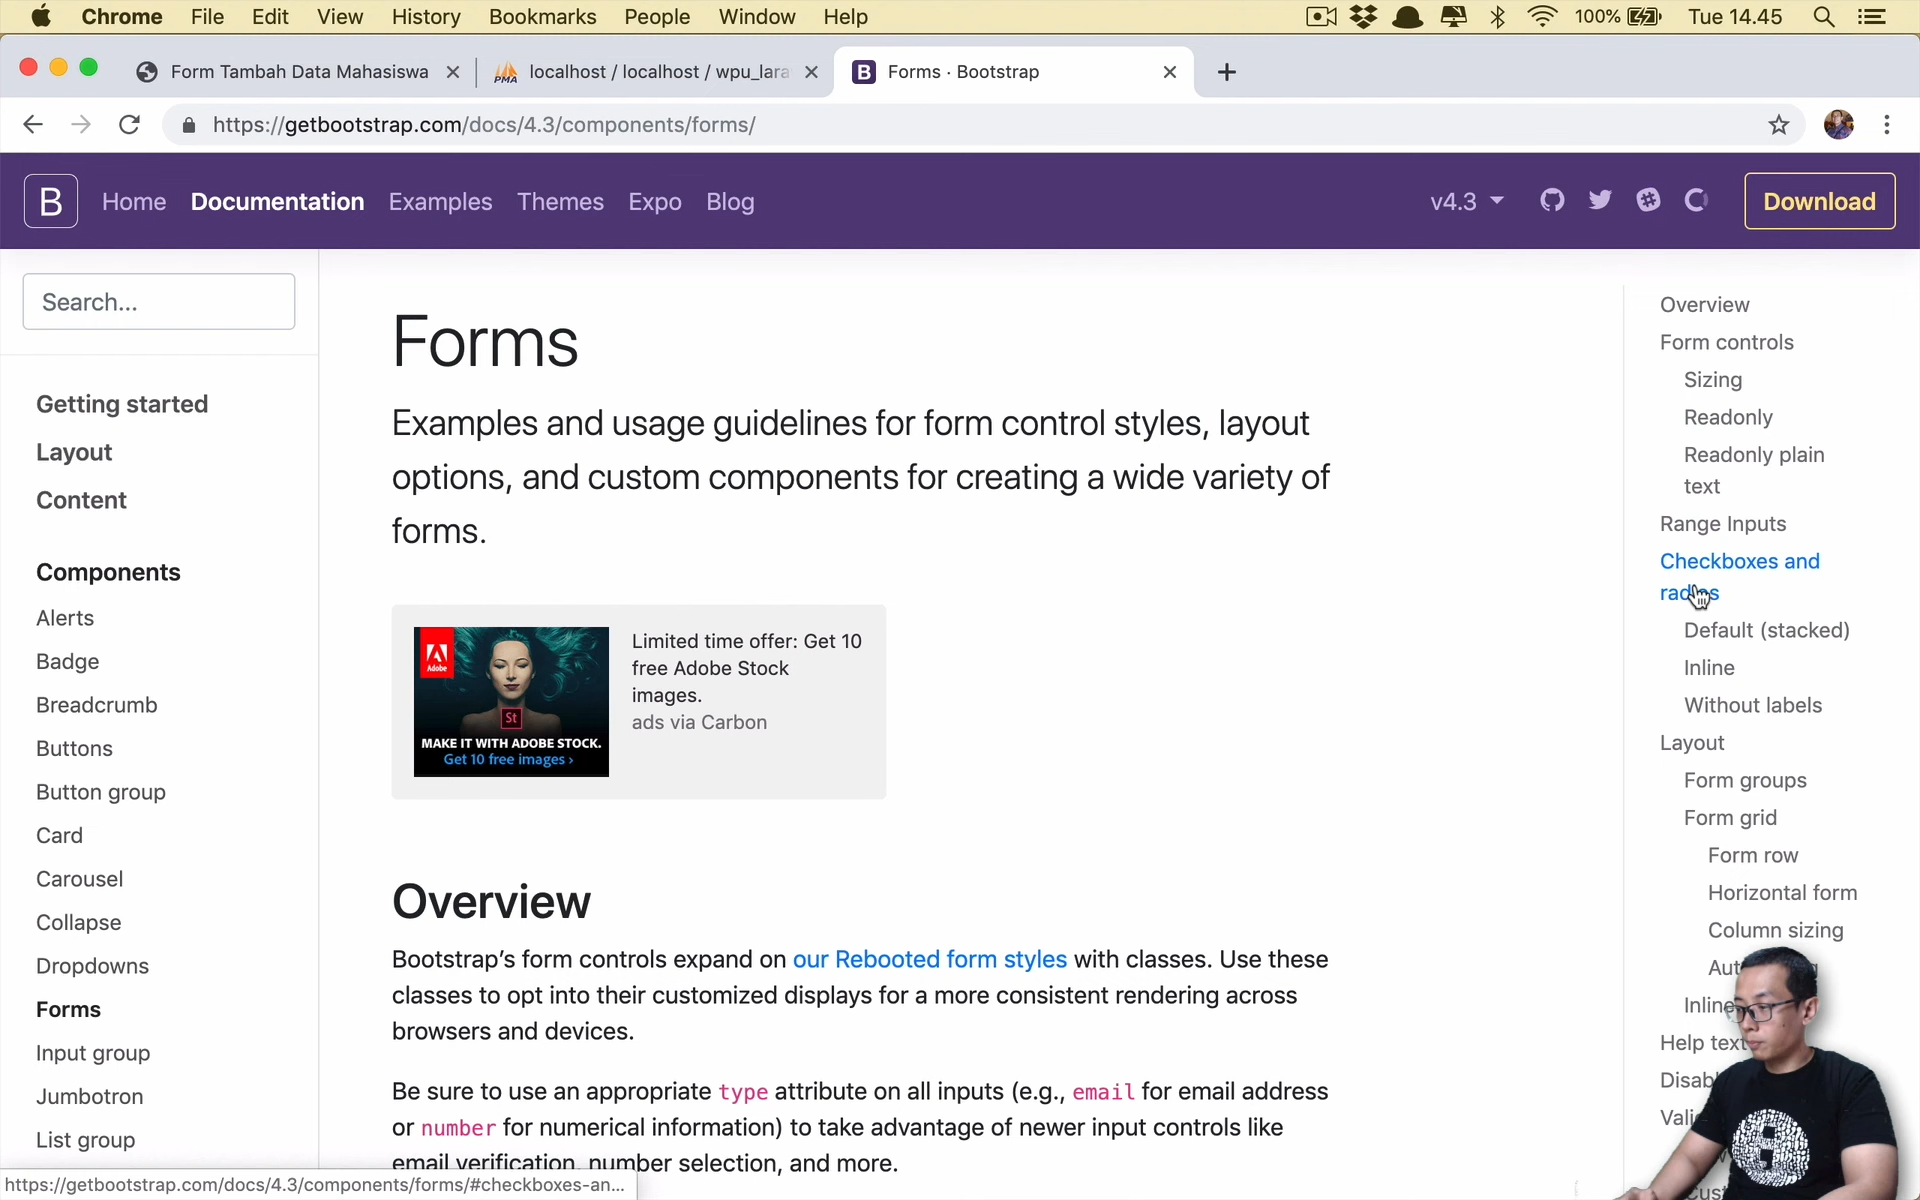 Chrome File Edit View History Bookmarks People Window Help 100% Tue 14.45
Form Tambah Data Mahasiswa
localhost / localhost / wpu_lara
Forms · Bootstrap
https://getbootstrap.com/docs/4.3/components/forms/
B Home Documentation Examples Themes Expo Blog v4.3 Download
Search...
Getting started
Layout
Content
Components
Alerts
Badge
Breadcrumb
Buttons
Button group
Card
Carousel
Collapse
Dropdowns
Forms
Input group
Jumbotron
List group
Forms
Examples and usage guidelines for form control styles, layout
options, and custom components for creating a wide variety of
forms.
Adobe
St
MAKE IT WITH ADOBE STOCK.
Get 10 free images ›
Limited time offer: Get 10
free Adobe Stock
images.
ads via Carbon
Overview
Bootstrap’s form controls expand on our Rebooted form styles with classes. Use these
classes to opt into their customized displays for a more consistent rendering across
browsers and devices.
Be sure to use an appropriate type attribute on all inputs (e.g., email for email address
or number for numerical information) to take advantage of newer input controls like
email verification, number selection, and more.
Overview
Form controls
Sizing
Readonly
Readonly plain
text
Range Inputs
Checkboxes and
radios
Default (stacked)
Inline
Without labels
Layout
Form groups
Form grid
Form row
Horizontal form
Column sizing
Inline
Help text
https://getbootstrap.com/docs/4.3/components/forms/#checkboxes-an...